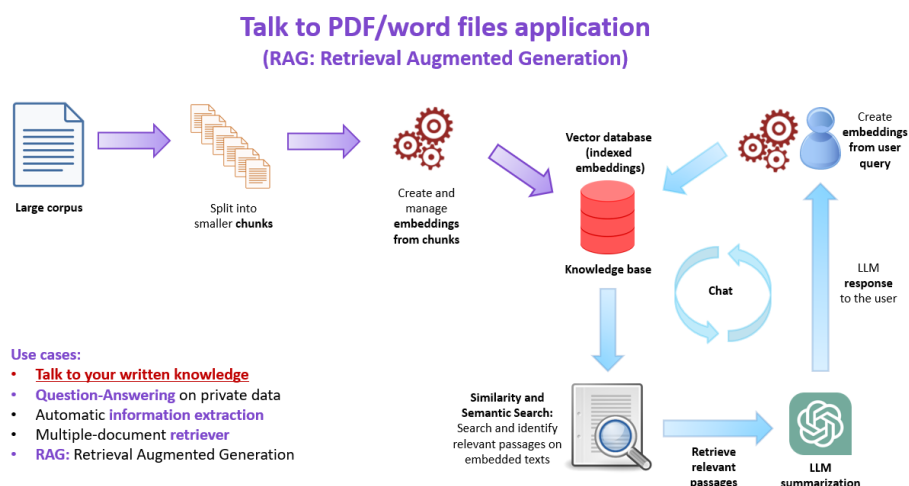 Talk to PDF/word files application
(RAG: Retrieval Augmented Generation)
Large corpus
Split into
smaller chunks
Create and
manage
embeddings
from chunks
Vector database
(indexed
embeddings)
Knowledge base
Create
embeddings
from user
query
Chat
LLM
response
to the user
Similarity and
Semantic Search:
Search and identify
relevant passages on
embedded texts
Retrieve
relevant
passages
LLM
summarization
Use cases:
• Talk to your written knowledge
• Question-Answering on private data
• Automatic information extraction
• Multiple-document retriever
• RAG: Retrieval Augmented Generation